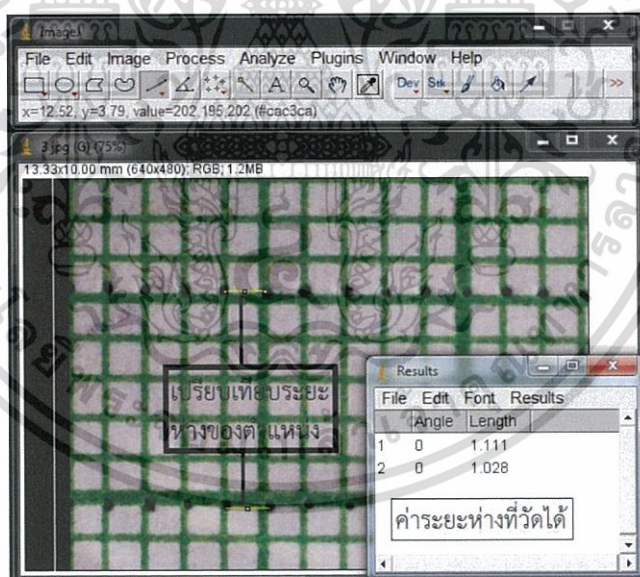 ImageJ
File Edit Image Process Analyze Plugins Window Help
A Dev Stk >>
x=12.52, y=3.79, value=202,195,202 (#cac3ca)
3.jpg (G) (75%)
13.33x10.00 mm (640x480); RGB; 1.2MB
เปรียบเทียบระยะ
ห่างของตำแหน่ง
Results
File Edit Font Results
Angle Length
1 0 1.111
2 0 1.028
ค่าระยะห่างที่วัดได้